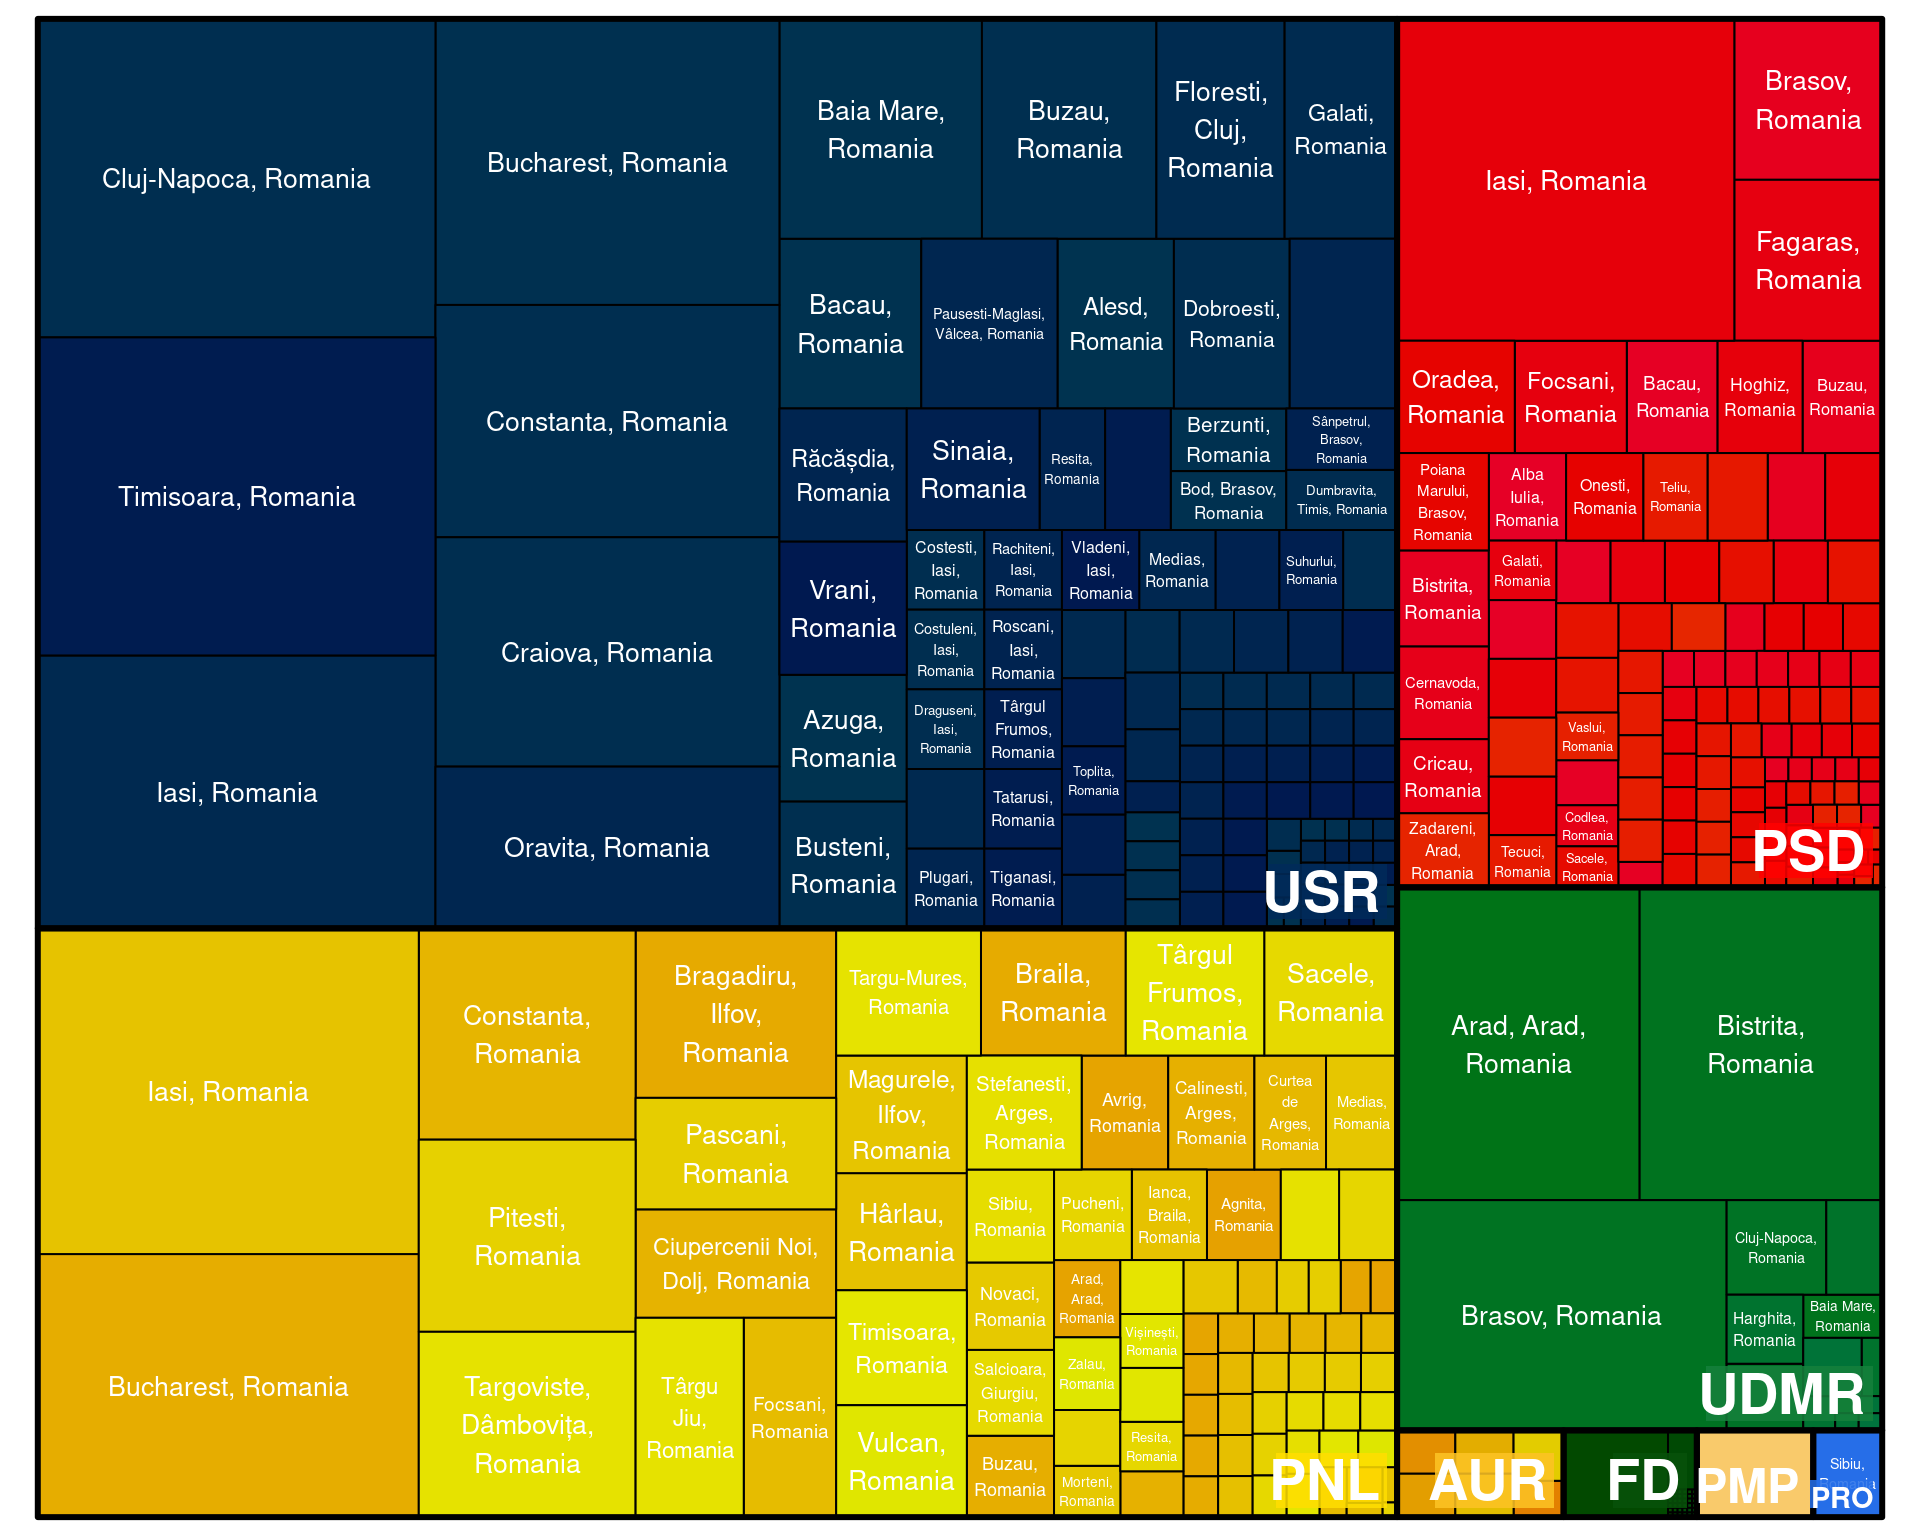 Cluj-Napoca, Romania
Timisoara, Romania
Iasi, Romania
Bucharest, Romania
Constanta, Romania
Craiova, Romania
Oravita, Romania
Baia Mare,
Romania
Buzau,
Romania
Floresti,
Cluj,
Romania
Galati,
Romania
Bacau,
Romania
Pausesti-Maglasi,
Vâlcea, Romania
Alesd,
Romania
Dobroesti,
Romania
Răcășdia,
Romania
Vrani,
Romania
Azuga,
Romania
Busteni,
Romania
Sinaia,
Romania
Resita,
Romania
Berzunti,
Romania
Bod, Brasov,
Romania
Sânpetrul,
Brasov,
Romania
Dumbravita,
Timis, Romania
Costesti,
Iasi,
Romania
Rachiteni,
Iasi,
Romania
Vladeni,
Iasi,
Romania
Medias,
Romania
Suhurlui,
Romania
Costuleni,
Iasi,
Romania
Roscani,
Iasi,
Romania
Draguseni,
Iasi,
Romania
Târgul
Frumos,
Romania
Toplita,
Romania
Tatarusi,
Romania
Plugari,
Romania
Tiganasi,
Romania
USR
Iasi, Romania
Brasov,
Romania
Fagaras,
Romania
Oradea,
Romania
Focsani,
Romania
Bacau,
Romania
Hoghiz,
Romania
Buzau,
Romania
Poiana
Marului,
Brasov,
Romania
Alba
Iulia,
Romania
Onesti,
Romania
Teliu,
Romania
Bistrita,
Romania
Galati,
Romania
Cernavoda,
Romania
Vaslui,
Romania
Cricau,
Romania
Codlea,
Romania
Zadareni,
Arad,
Romania
Tecuci,
Romania
Sacele,
Romania
PSD
Iasi, Romania
Bucharest, Romania
Constanta,
Romania
Pitesti,
Romania
Targoviste,
Dâmbovița,
Romania
Bragadiru,
Ilfov,
Romania
Pascani,
Romania
Ciupercenii Noi,
Dolj, Romania
Târgu
Jiu,
Romania
Focsani,
Romania
Targu-Mures,
Romania
Braila,
Romania
Târgul
Frumos,
Romania
Sacele,
Romania
Magurele,
Ilfov,
Romania
Hârlau,
Romania
Timisoara,
Romania
Vulcan,
Romania
Stefanesti,
Arges,
Romania
Avrig,
Romania
Calinesti,
Arges,
Romania
Curtea
de
Arges,
Romania
Medias,
Romania
Sibiu,
Romania
Pucheni,
Romania
Ianca,
Braila,
Romania
Agnita,
Romania
Novaci,
Romania
Arad,
Arad,
Romania
Vișinești,
Romania
Salcioara,
Giurgiu,
Romania
Zalau,
Romania
Buzau,
Romania
Resita,
Romania
Morteni,
Romania
PNL
Arad, Arad,
Romania
Bistrita,
Romania
Brasov, Romania
Cluj-Napoca,
Romania
Harghita,
Romania
Baia Mare,
Romania
UDMR
AUR
FD
PMP
Sibiu,
Romania
PRO